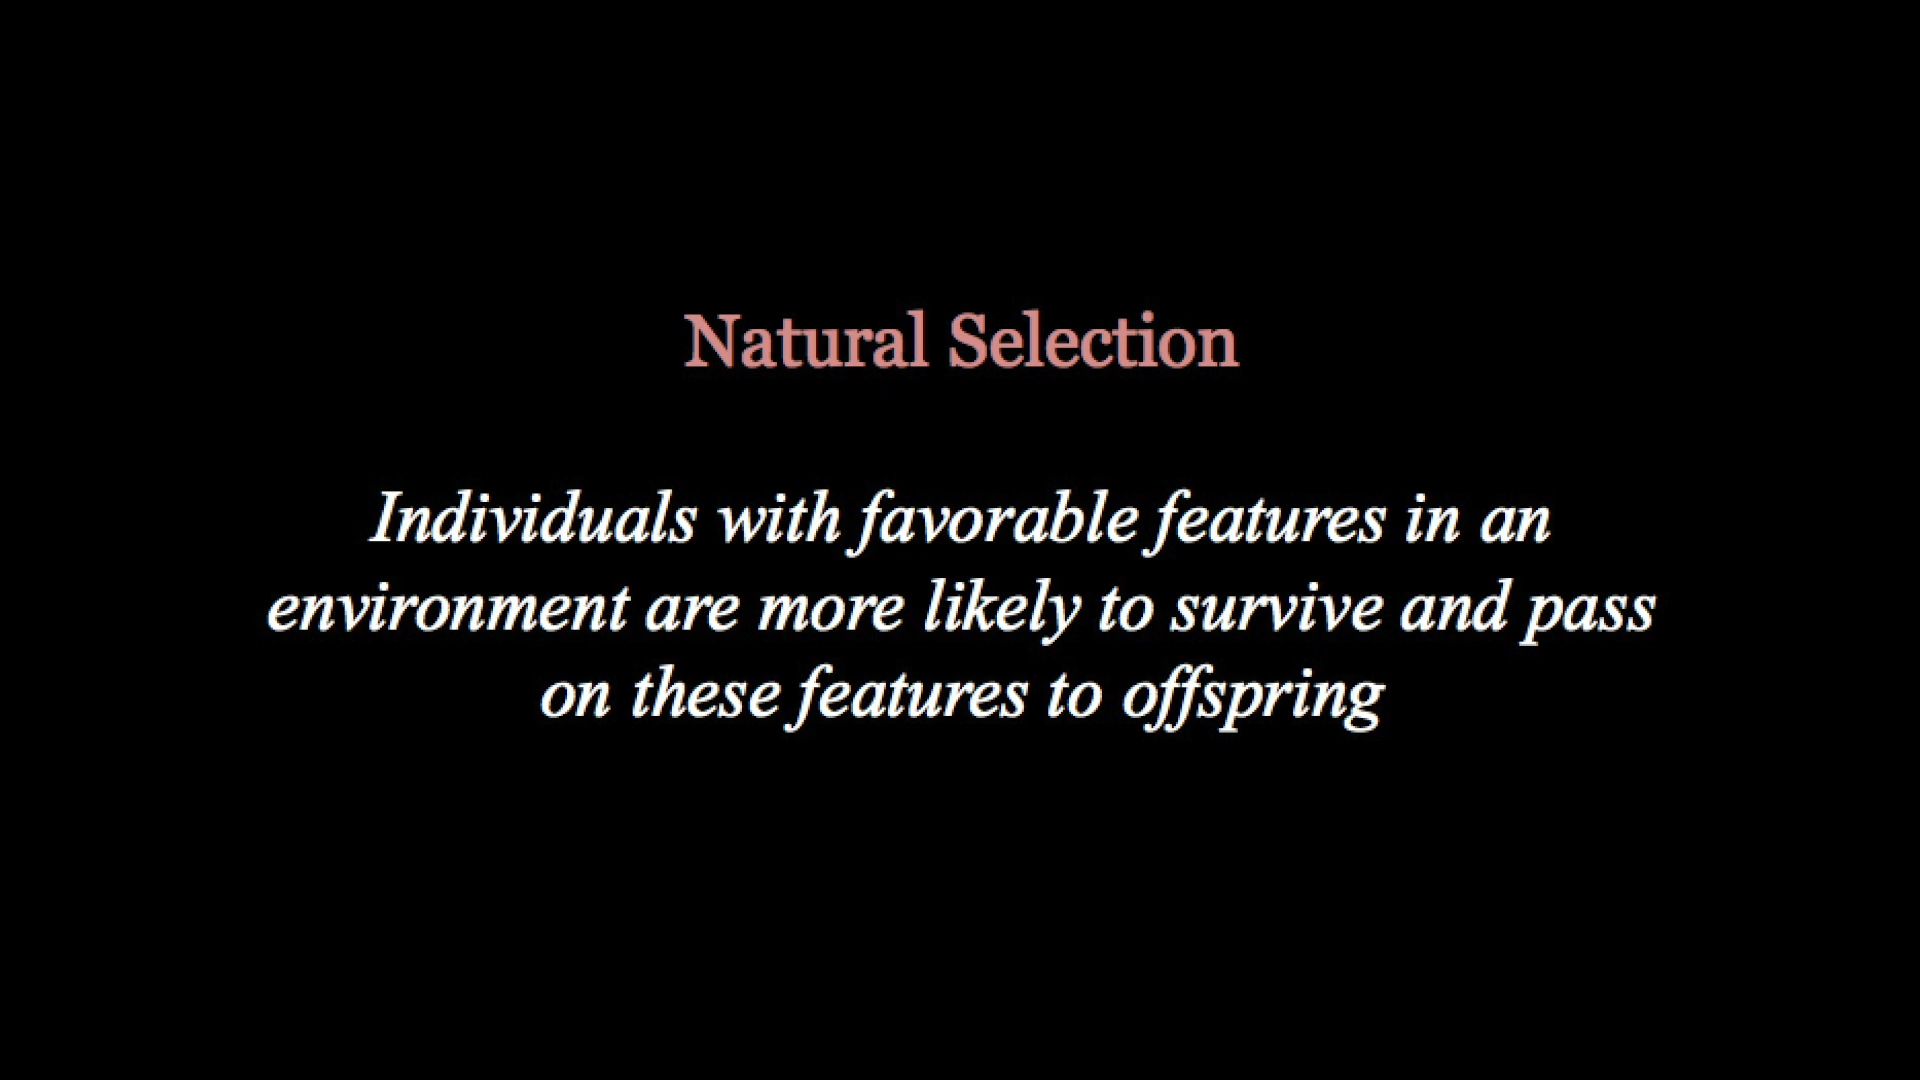 Natural Selection
Individuals with favorable features in an
environment are more likely to survive and pass
on these features to offspring